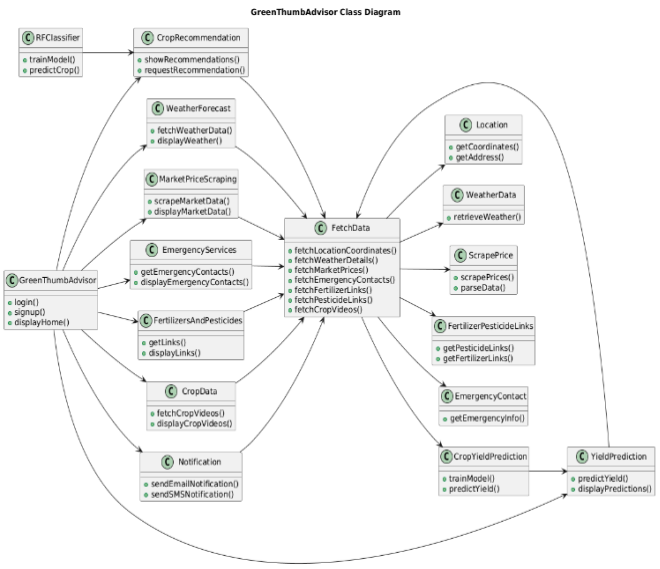 GreenThumbAdvisor Class Diagram
C RFClassifier
trainModel()
predictCrop()
C CropRecommendation
showRecommendations()
requestRecommendation()
C WeatherForecast
fetchWeatherData()
displayWeather()
C MarketPriceScraping
scrapeMarketData()
displayMarketData()
C EmergencyServices
getEmergencyContacts()
displayEmergencyContacts()
C GreenThumbAdvisor
login()
signup()
displayHome()
C FertilizersAndPesticides
getLinks()
displayLinks()
C CropData
fetchCropVideos()
displayCropVideos()
C Notification
sendEmailNotification()
sendSMSNotification()
C FetchData
fetchLocationCoordinates()
fetchWeatherDetails()
fetchMarketPrices()
fetchEmergencyContacts()
fetchFertilizerLinks()
fetchPesticideLinks()
fetchCropVideos()
C Location
getCoordinates()
getAddress()
C WeatherData
retrieveWeather()
C ScrapePrice
scrapePrices()
parseData()
C FertilizerPesticideLinks
getPesticideLinks()
getFertilizerLinks()
C EmergencyContact
getEmergencyInfo()
C CropYieldPrediction
trainModel()
predictYield()
C YieldPrediction
predictYield()
displayPredictions()